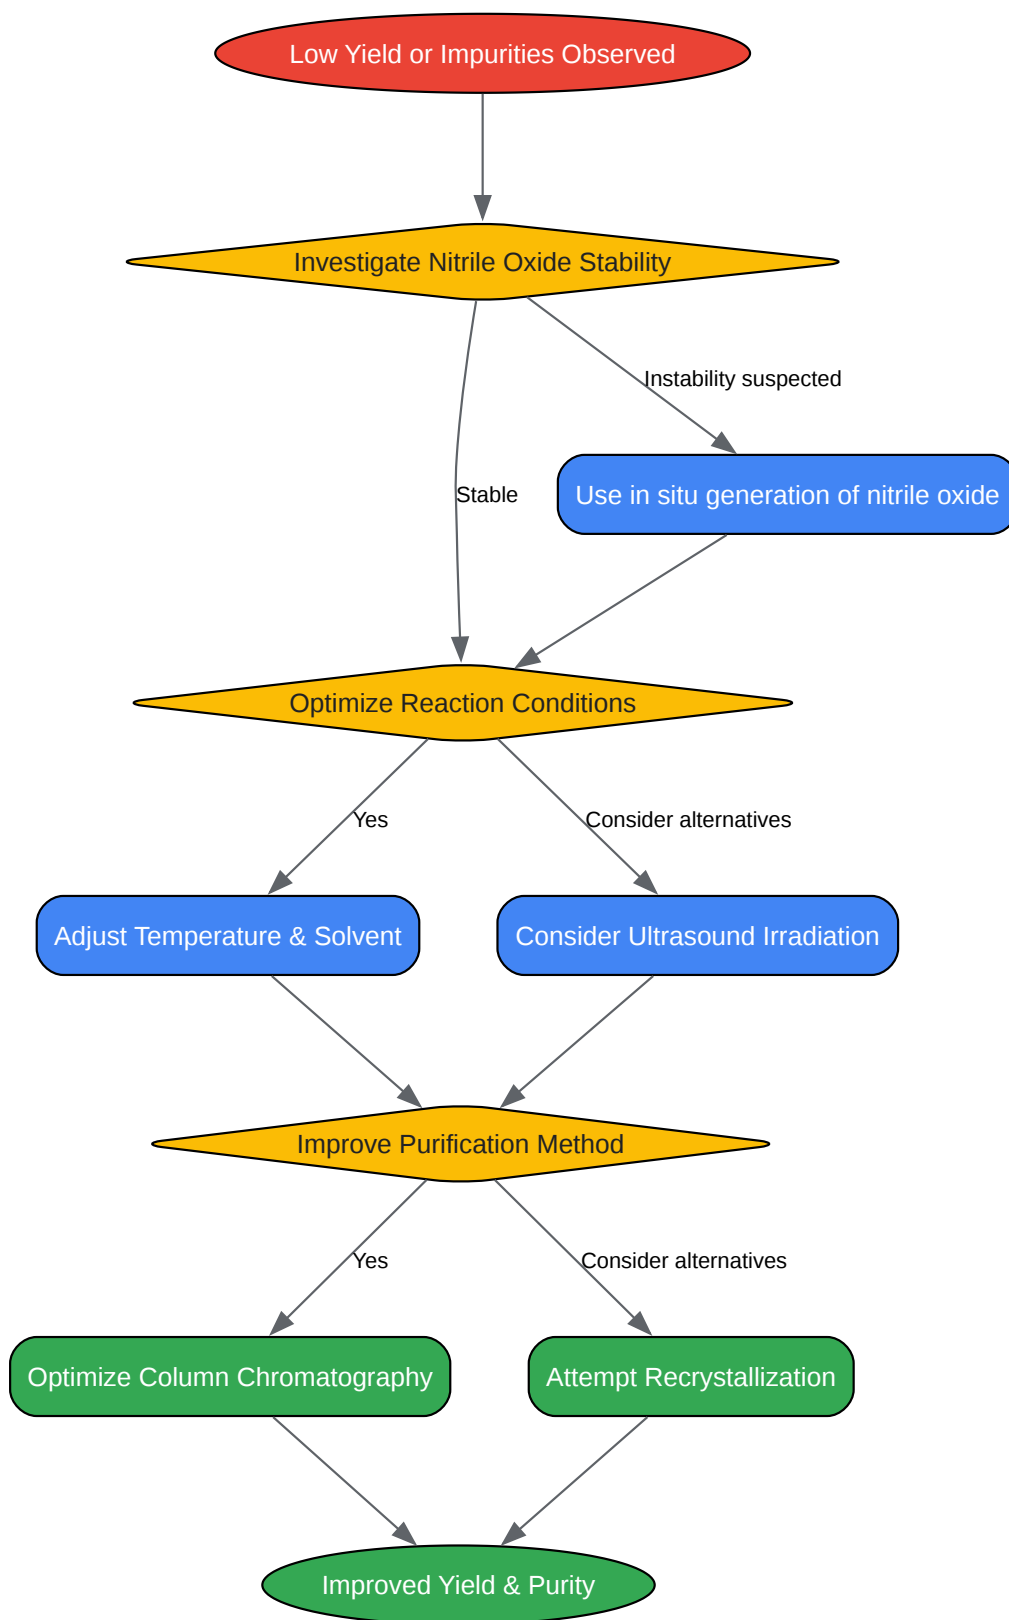 Low Yield or Impurities Observed
Investigate Nitrile Oxide Stability
Instability suspected
Stable
Use in situ generation of nitrile oxide
Optimize Reaction Conditions
Yes
Consider alternatives
Adjust Temperature & Solvent
Consider Ultrasound Irradiation
Improve Purification Method
Yes
Consider alternatives
Optimize Column Chromatography
Attempt Recrystallization
Improved Yield & Purity